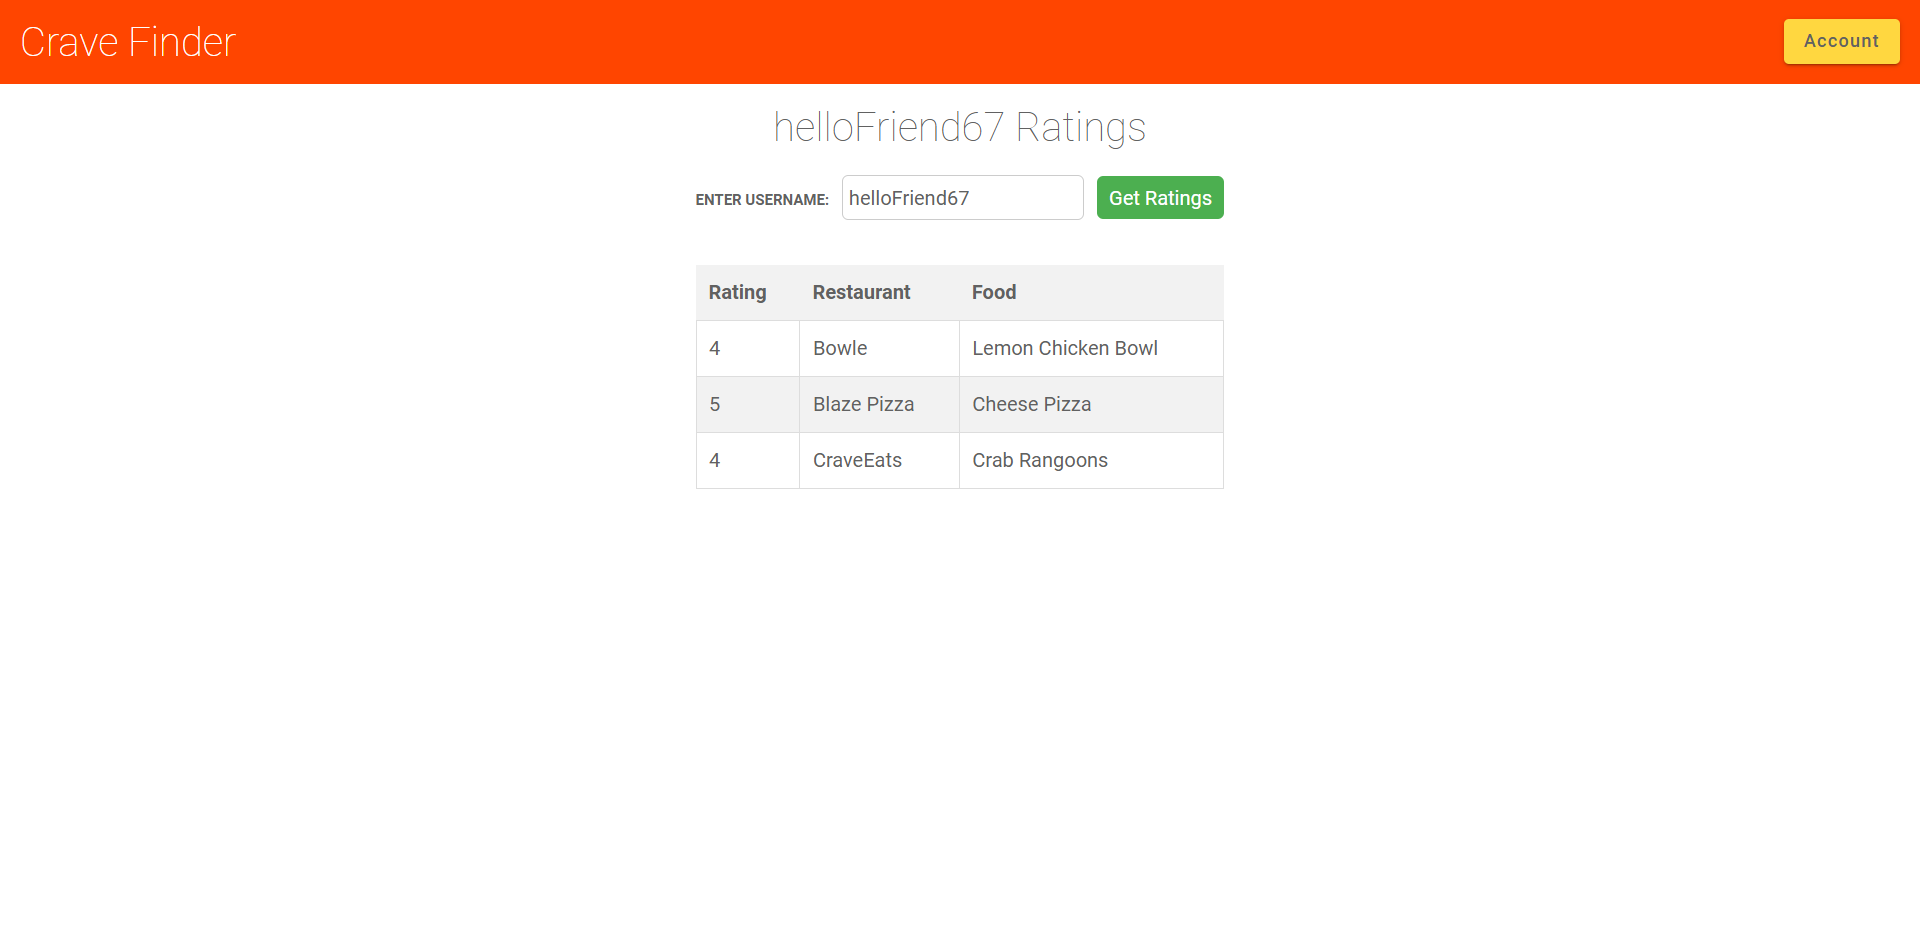 Crave Finder
Account
helloFriend67 Ratings
ENTER USERNAME: helloFriend67 Get Ratings
Rating Restaurant Food
4 Bowle Lemon Chicken Bowl
5 Blaze Pizza Cheese Pizza
4 CraveEats Crab Rangoons